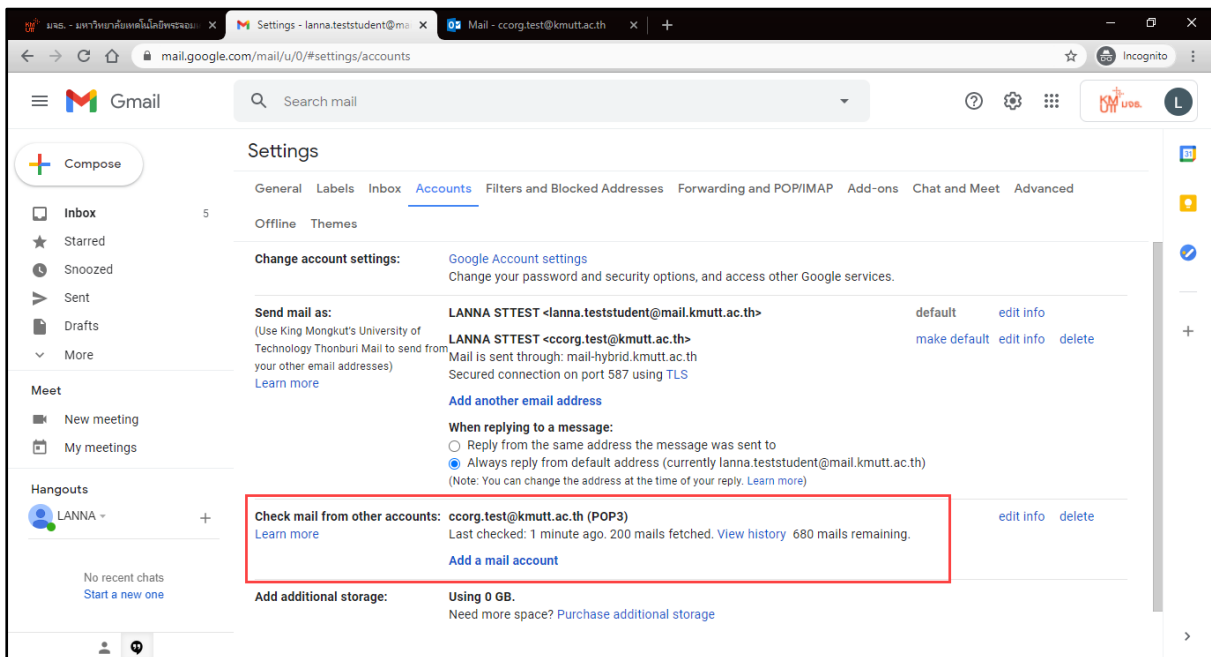 มจธ. - มหาวิทยาลัยเทคโนโลยีพระจอม
Settings - lanna.teststudent@ma
Mail - ccorg.test@kmutt.ac.th
mail.google.com/mail/u/0/#settings/accounts
Incognito
Gmail
Search mail
KMUTT มจธ.
L
Compose
Inbox 5
Starred
Snoozed
Sent
Drafts
More
Meet
New meeting
My meetings
Hangouts
LANNA
No recent chats
Start a new one
Settings
General Labels Inbox Accounts Filters and Blocked Addresses Forwarding and POP/IMAP Add-ons Chat and Meet Advanced
Offline Themes
Change account settings:
Google Account settings
Change your password and security options, and access other Google services.
Send mail as:
(Use King Mongkut's University of
Technology Thonburi Mail to send from
your other email addresses)
Learn more
LANNA STTEST <lanna.teststudent@mail.kmutt.ac.th> default edit info
LANNA STTEST <ccorg.test@kmutt.ac.th> make default edit info delete
Mail is sent through: mail-hybrid.kmutt.ac.th
Secured connection on port 587 using TLS
Add another email address
When replying to a message:
Reply from the same address the message was sent to
Always reply from default address (currently lanna.teststudent@mail.kmutt.ac.th)
(Note: You can change the address at the time of your reply. Learn more)
Check mail from other accounts:
Learn more
ccorg.test@kmutt.ac.th (POP3) edit info delete
Last checked: 1 minute ago. 200 mails fetched. View history 680 mails remaining.
Add a mail account
Add additional storage:
Using 0 GB.
Need more space? Purchase additional storage
31